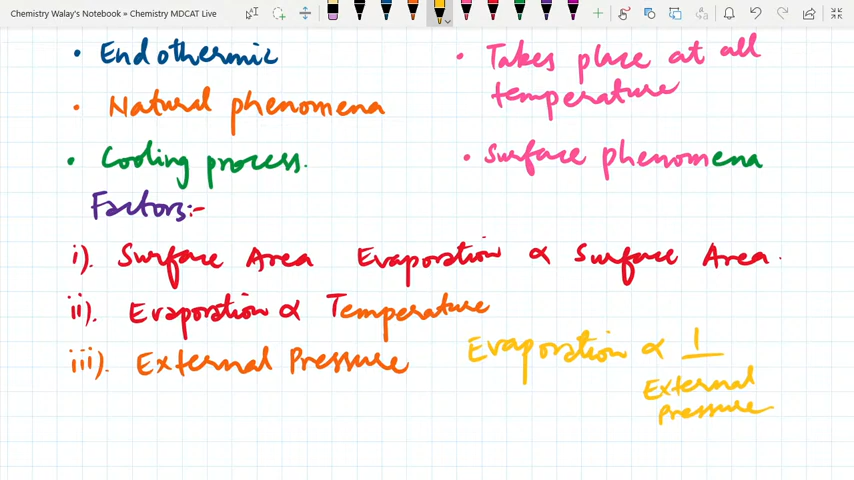 Chemistry Walay's Notebook » Chemistry MDCAT Live
• Endothermic
• Takes place at all
temperature
• Natural phenomena
• Cooling process.
• Surface phenomena
Factors:-
i). Surface Area Evaporation ∝ Surface Area.
ii). Evaporation ∝ Temperature
iii). External Pressure
Evaporation ∝ 1
External
pressure